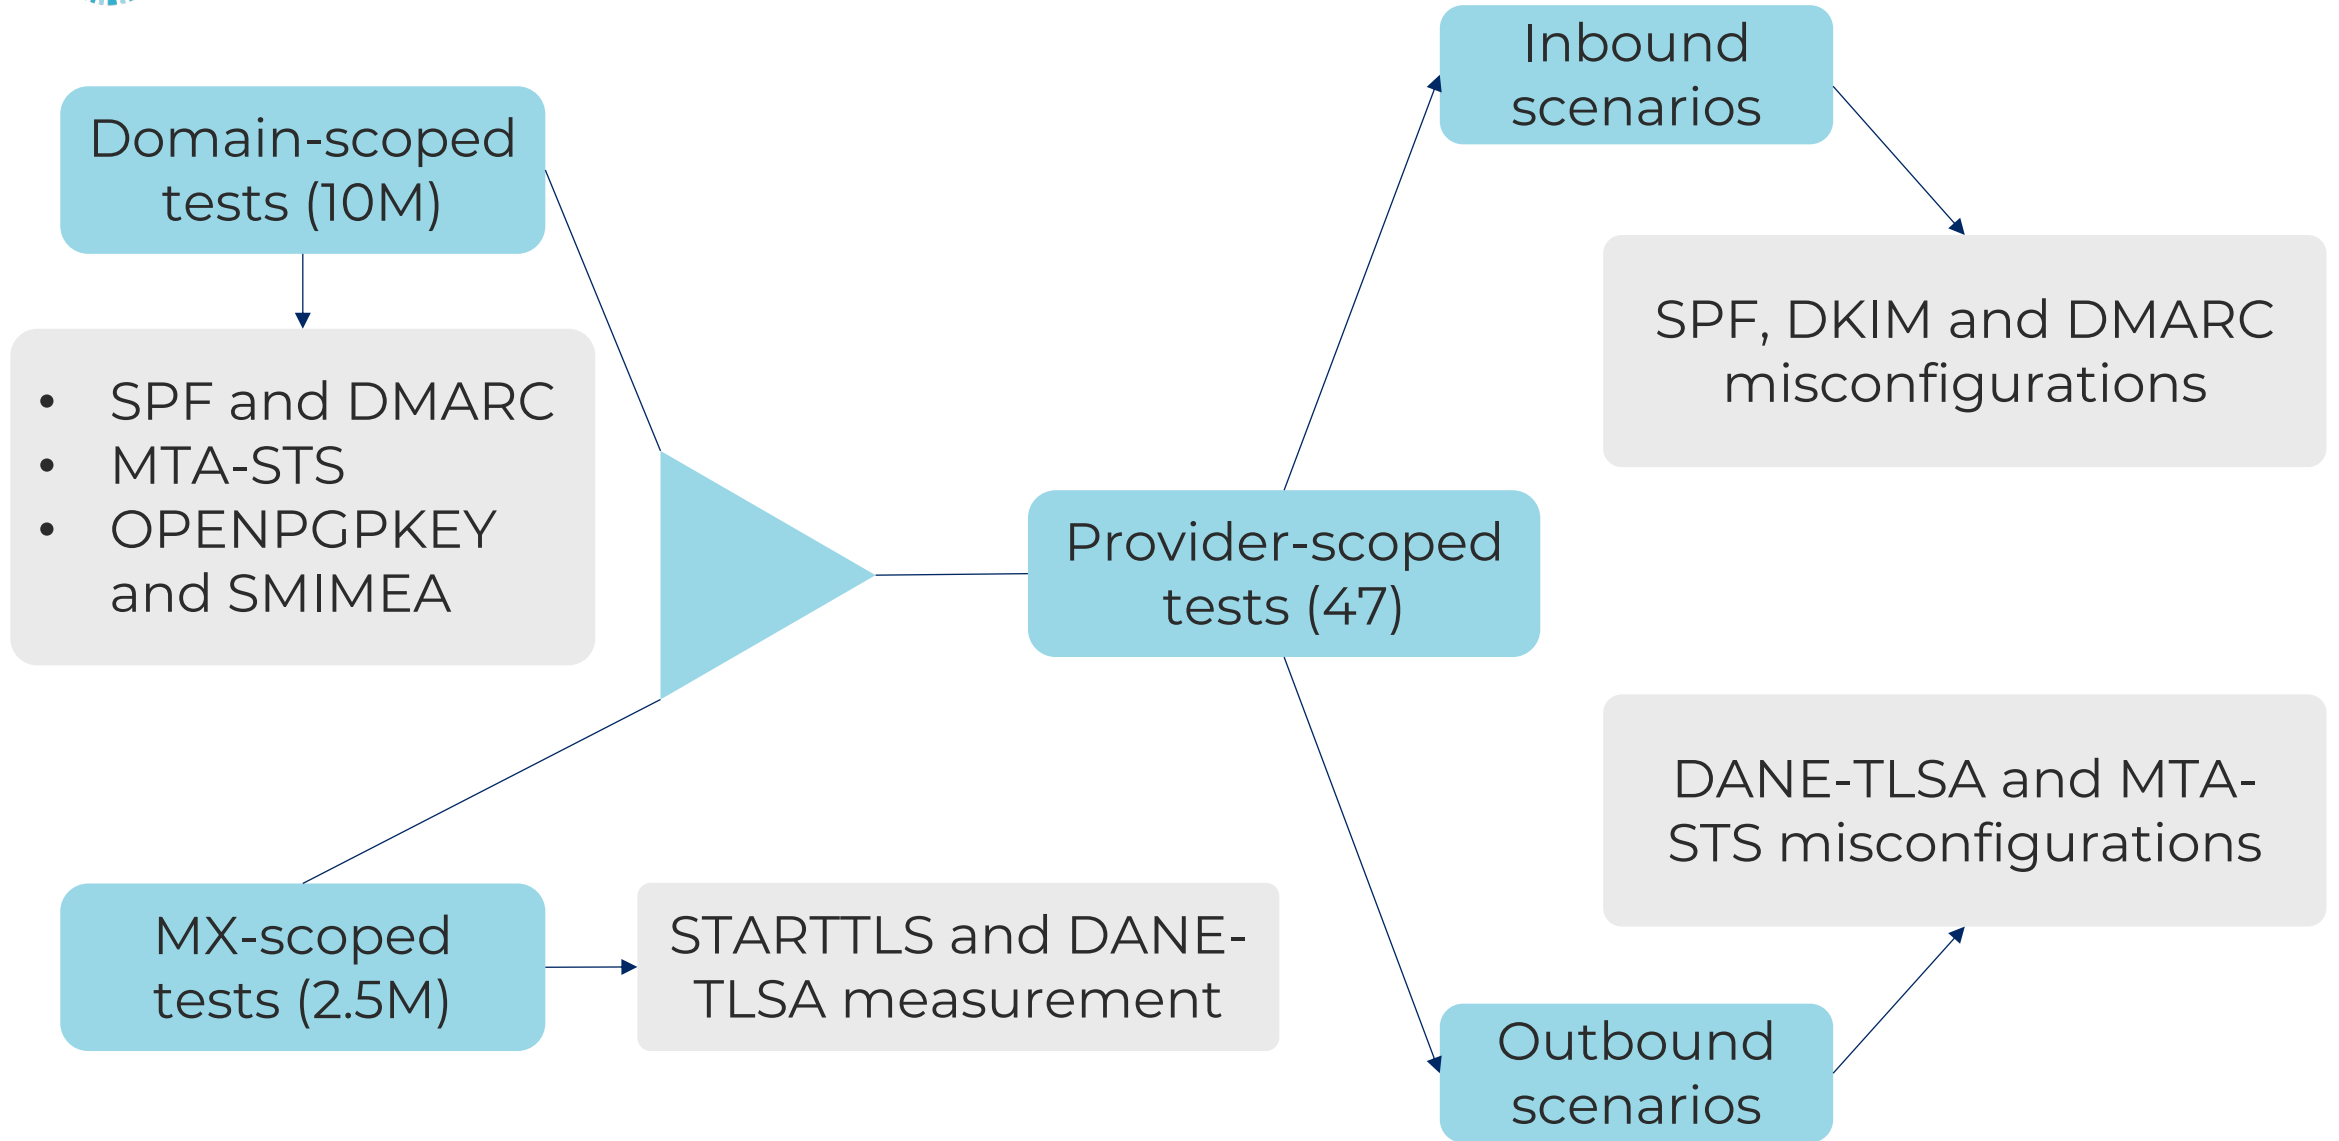 Domain-scoped
tests (10M)
• SPF and DMARC
• MTA-STS
• OPENPGPKEY
and SMIMEA
MX-scoped
tests (2.5M)
STARTTLS and DANE-
TLSA measurement
Provider-scoped
tests (47)
Inbound
scenarios
SPF, DKIM and DMARC
misconfigurations
DANE-TLSA and MTA-
STS misconfigurations
Outbound
scenarios